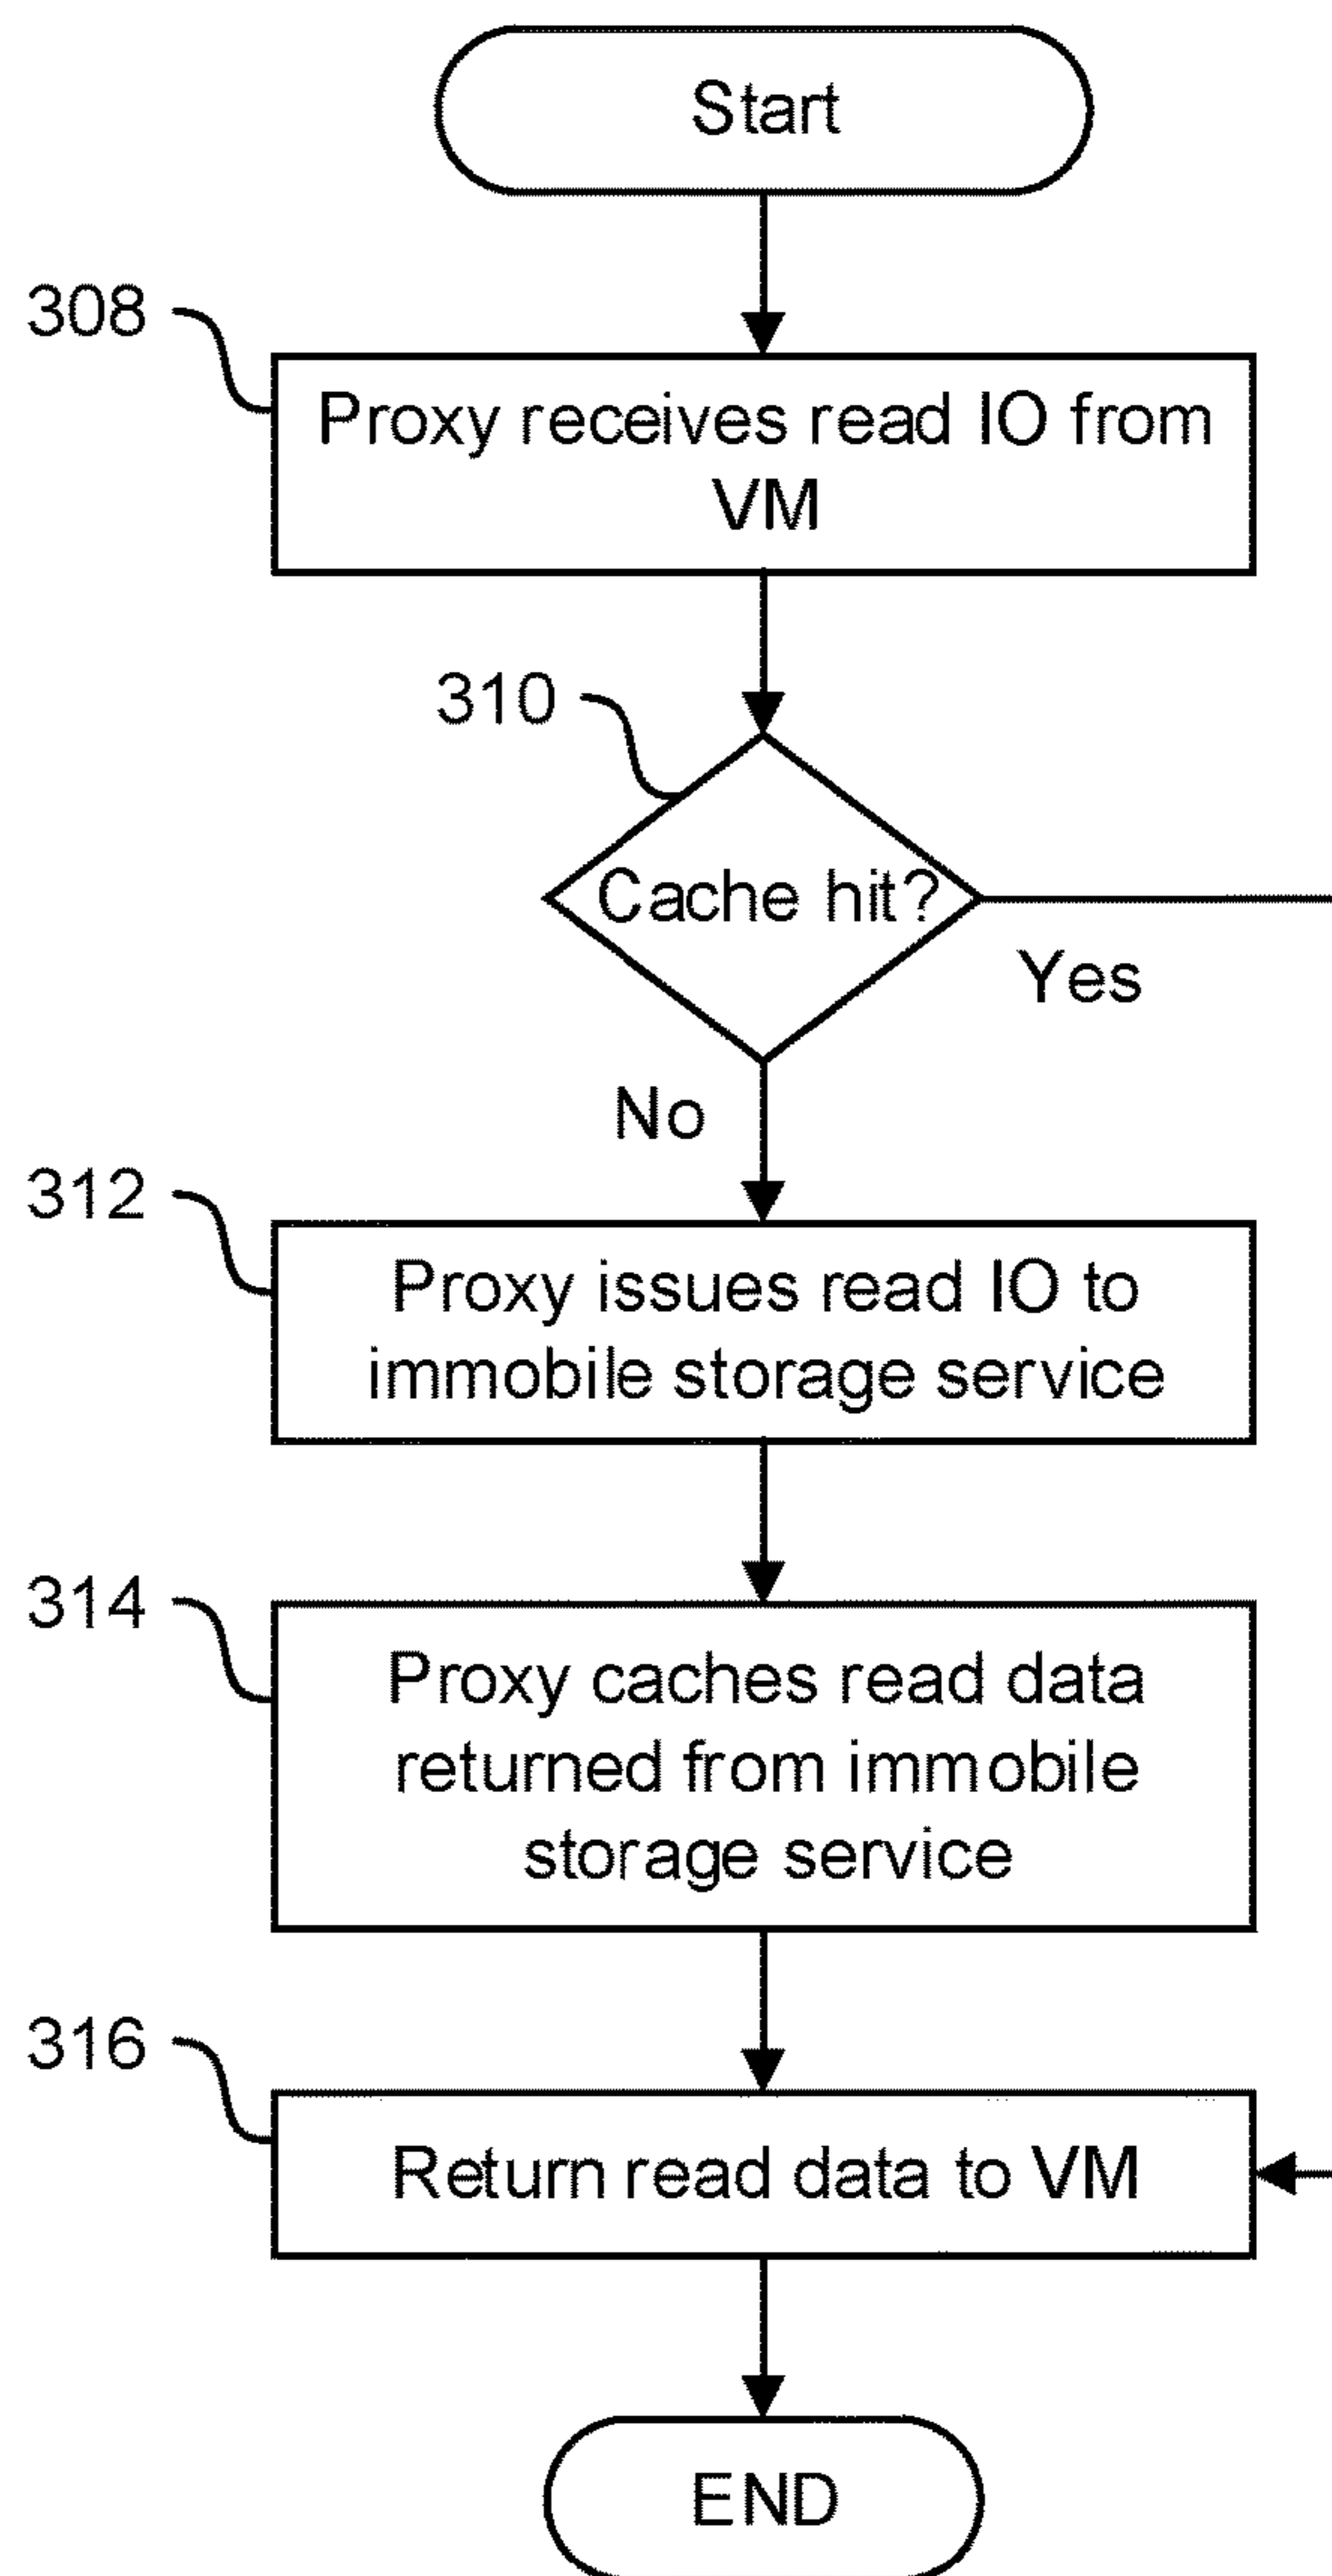 Start
308
Proxy receives read IO from
VM
310
Cache hit?
Yes
No
312
Proxy issues read IO to
immobile storage service
314
Proxy caches read data
returned from immobile
storage service
316
Return read data to VM
END